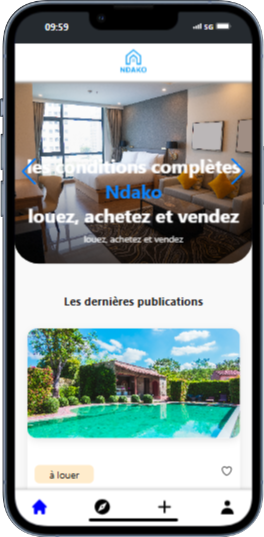 09:59
5G
NDAKO
les conditions complètes
Ndako
louez, achetez et vendez
louez, achetez et vendez
Les dernières publications
à louer